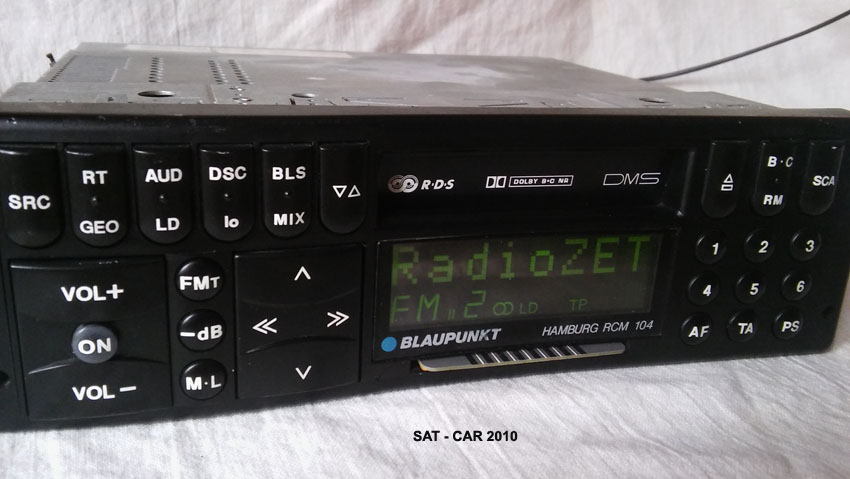 SRC
RT
GEO
AUD
LD
DSC
lo
BLS
MIX
R·D·S
DOLBY B·C NR
DMS
B·C
RM
SCA
VOL+
ON
VOL−
FMT
−dB
M·L
RadioZET
FM II 2 LD TP
BLAUPUNKT HAMBURG RCM 104
1 2 3
4 5 6
AF TA PS
SAT - CAR 2010